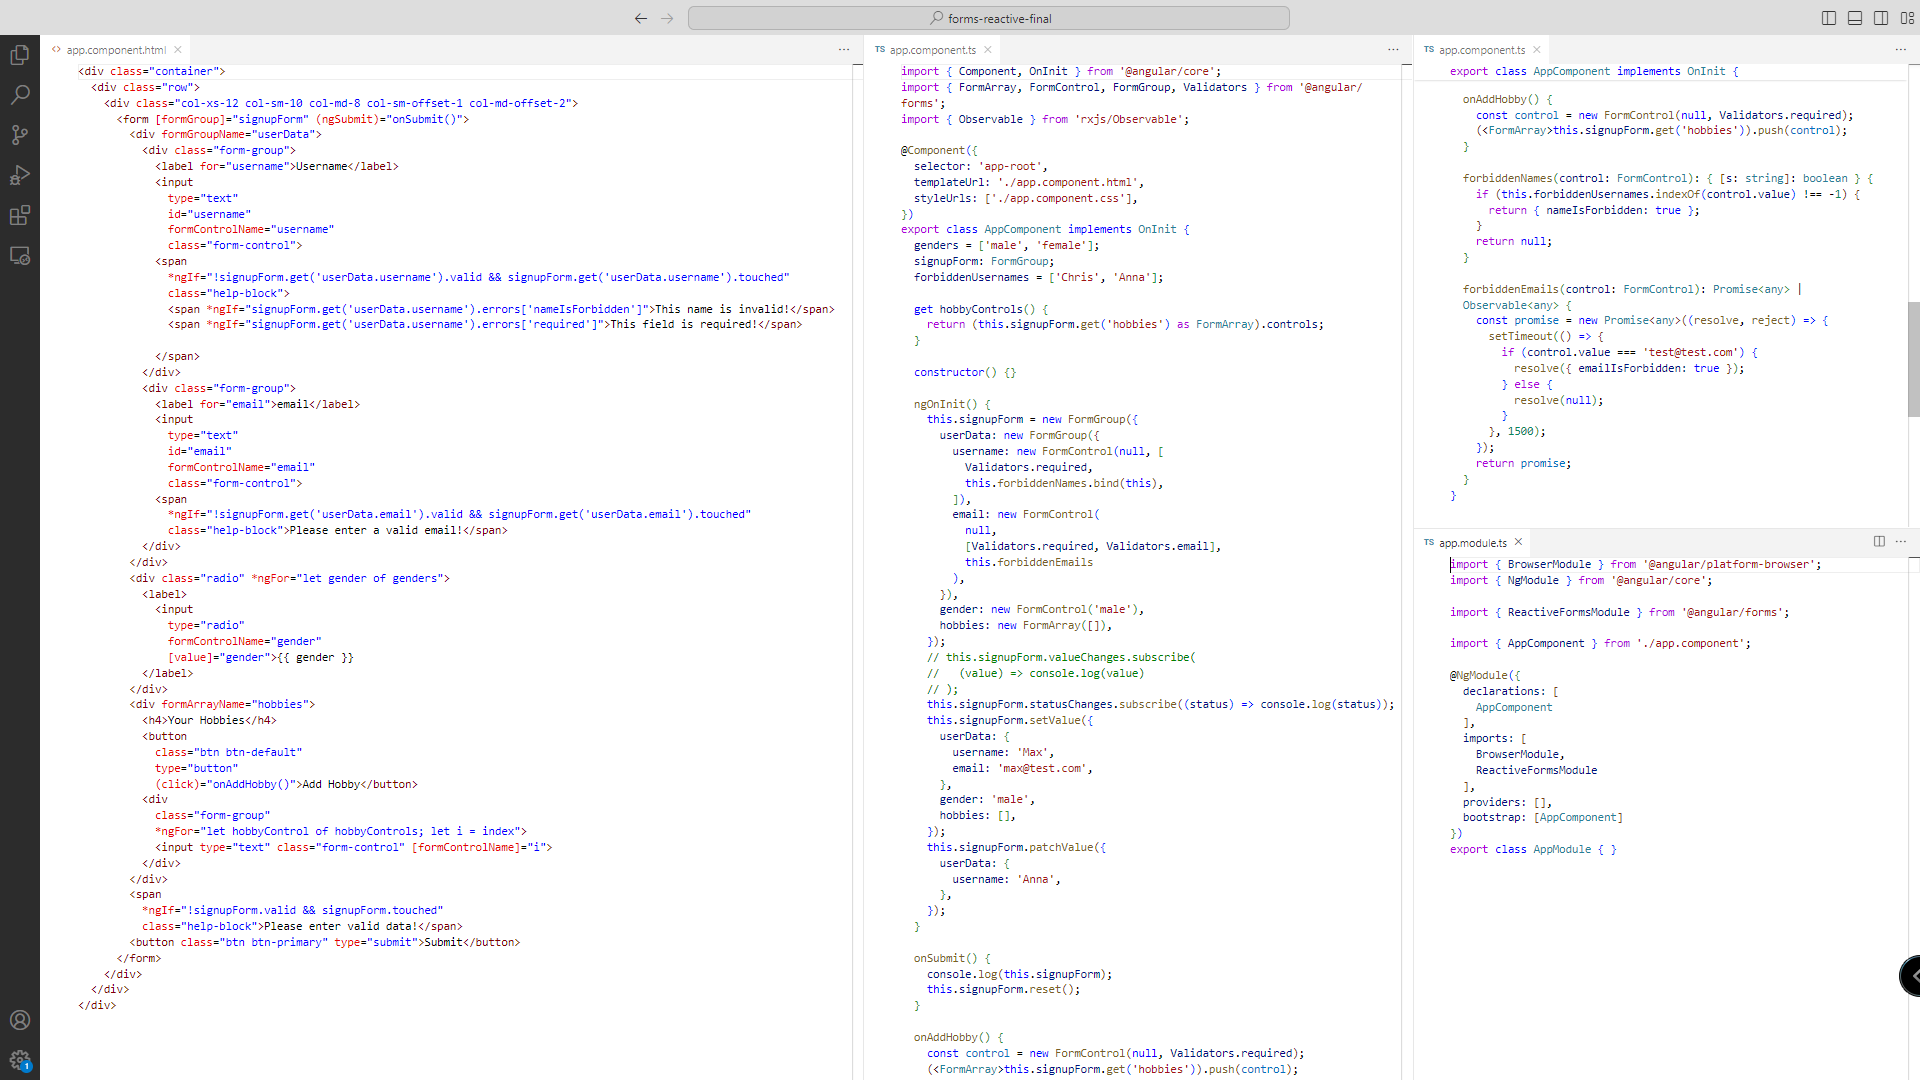 forms-reactive-final
app.component.html
<div class="container">
<div class="row">
<div class="col-xs-12 col-sm-10 col-md-8 col-sm-offset-1 col-md-offset-2">
<form [formGroup]="signupForm" (ngSubmit)="onSubmit()">
<div formGroupName="userData">
<div class="form-group">
<label for="username">Username</label>
<input
type="text"
id="username"
formControlName="username"
class="form-control">
<span
*ngIf="!signupForm.get('userData.username').valid && signupForm.get('userData.username').touched"
class="help-block">
<span *ngIf="signupForm.get('userData.username').errors['nameIsForbidden']">This name is invalid!</span>
<span *ngIf="signupForm.get('userData.username').errors['required']">This field is required!</span>
</span>
</div>
<div class="form-group">
<label for="email">email</label>
<input
type="text"
id="email"
formControlName="email"
class="form-control">
<span
*ngIf="!signupForm.get('userData.email').valid && signupForm.get('userData.email').touched"
class="help-block">Please enter a valid email!</span>
</div>
</div>
<div class="radio" *ngFor="let gender of genders">
<label>
<input
type="radio"
formControlName="gender"
[value]="gender">{{ gender }}
</label>
</div>
<div formArrayName="hobbies">
<h4>Your Hobbies</h4>
<button
class="btn btn-default"
type="button"
(click)="onAddHobby()">Add Hobby</button>
<div
class="form-group"
*ngFor="let hobbyControl of hobbyControls; let i = index">
<input type="text" class="form-control" [formControlName]="i">
</div>
</div>
<span
*ngIf="!signupForm.valid && signupForm.touched"
class="help-block">Please enter valid data!</span>
<button class="btn btn-primary" type="submit">Submit</button>
</form>
</div>
</div>
</div>
TS app.component.ts
import { Component, OnInit } from '@angular/core';
import { FormArray, FormControl, FormGroup, Validators } from '@angular/
forms';
import { Observable } from 'rxjs/Observable';
@Component({
selector: 'app-root',
templateUrl: './app.component.html',
styleUrls: ['./app.component.css'],
})
export class AppComponent implements OnInit {
genders = ['male', 'female'];
signupForm: FormGroup;
forbiddenUsernames = ['Chris', 'Anna'];
get hobbyControls() {
return (this.signupForm.get('hobbies') as FormArray).controls;
}
constructor() {}
ngOnInit() {
this.signupForm = new FormGroup({
userData: new FormGroup({
username: new FormControl(null, [
Validators.required,
this.forbiddenNames.bind(this),
]),
email: new FormControl(
null,
[Validators.required, Validators.email],
this.forbiddenEmails
),
}),
gender: new FormControl('male'),
hobbies: new FormArray([]),
});
// this.signupForm.valueChanges.subscribe(
//   (value) => console.log(value)
// );
this.signupForm.statusChanges.subscribe((status) => console.log(status));
this.signupForm.setValue({
userData: {
username: 'Max',
email: 'max@test.com',
},
gender: 'male',
hobbies: [],
});
this.signupForm.patchValue({
userData: {
username: 'Anna',
},
});
}
onSubmit() {
console.log(this.signupForm);
this.signupForm.reset();
}
onAddHobby() {
const control = new FormControl(null, Validators.required);
(<FormArray>this.signupForm.get('hobbies')).push(control);
TS app.component.ts
export class AppComponent implements OnInit {
onAddHobby() {
const control = new FormControl(null, Validators.required);
(<FormArray>this.signupForm.get('hobbies')).push(control);
}
forbiddenNames(control: FormControl): { [s: string]: boolean } {
if (this.forbiddenUsernames.indexOf(control.value) !== -1) {
return { nameIsForbidden: true };
}
return null;
}
forbiddenEmails(control: FormControl): Promise<any> |
Observable<any> {
const promise = new Promise<any>((resolve, reject) => {
setTimeout(() => {
if (control.value === 'test@test.com') {
resolve({ emailIsForbidden: true });
} else {
resolve(null);
}
}, 1500);
});
return promise;
}
}
TS app.module.ts
import { BrowserModule } from '@angular/platform-browser';
import { NgModule } from '@angular/core';
import { ReactiveFormsModule } from '@angular/forms';
import { AppComponent } from './app.component';
@NgModule({
declarations: [
AppComponent
],
imports: [
BrowserModule,
ReactiveFormsModule
],
providers: [],
bootstrap: [AppComponent]
})
export class AppModule { }
1